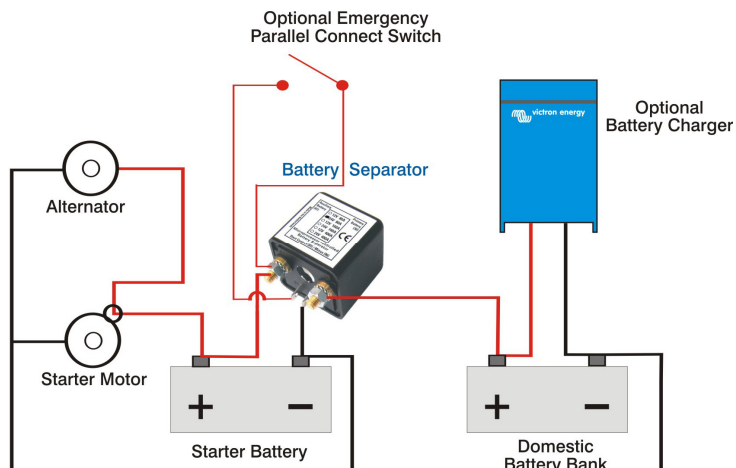 Optional Emergency
Parallel Connect Switch
victron energy
Optional
Battery Charger
Battery Separator
Alternator
Starter Motor
+
−
+
−
Starter Battery
Domestic
Battery Bank